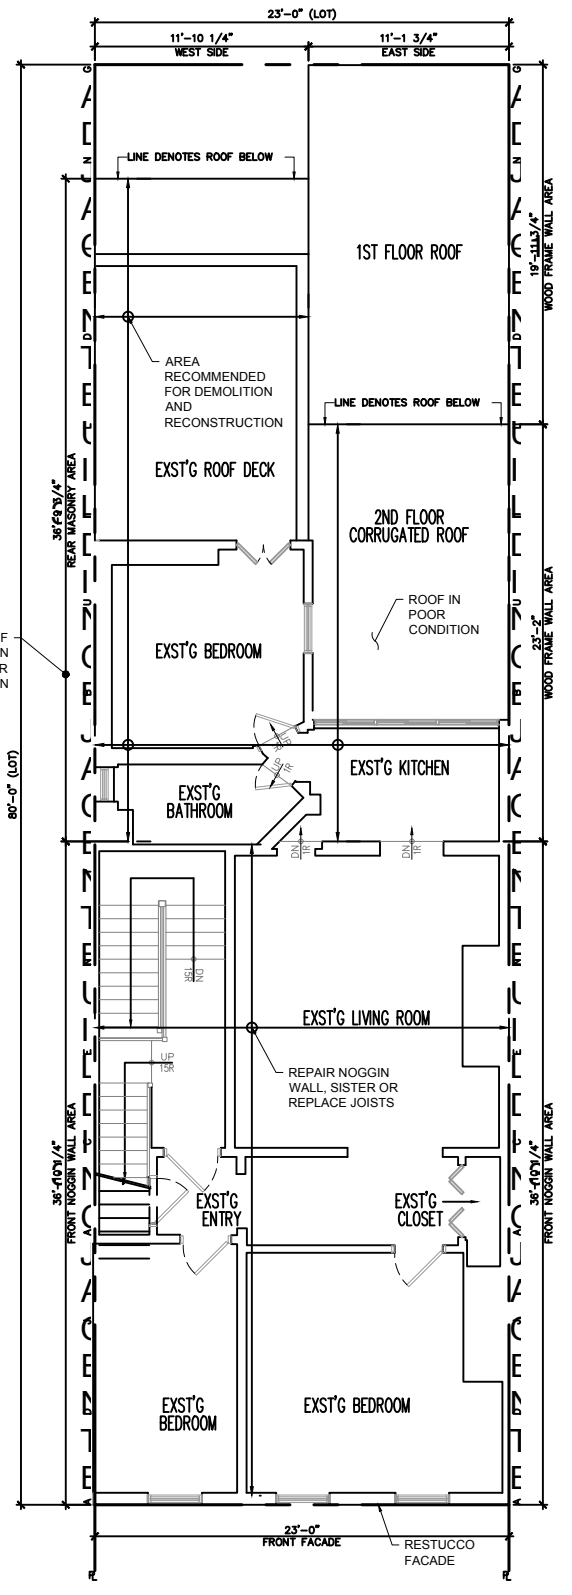 23'-0" (LOT)
11'-10 1/4"
WEST SIDE
11'-1 3/4"
EAST SIDE
LINE DENOTES ROOF BELOW
1ST FLOOR ROOF
WOOD FRAME WALL AREA
AREA
RECOMMENDED
FOR DEMOLITION
AND
RECONSTRUCTION
LINE DENOTES ROOF BELOW
EXST'G ROOF DECK
REAR MASONRY AREA
2ND FLOOR
CORRUGATED ROOF
ROOF IN
POOR
CONDITION
23'-2"
WOOD FRAME WALL AREA
F
N
R
N
EXST'G BEDROOM
80'-0" (LOT)
UP
1R
UP
1R
EXST'G KITCHEN
EXST'G
BATHROOM
DN
1R
DN
1R
DN
15R
EXST'G LIVING ROOM
UP
15R
REPAIR NOGGIN
WALL, SISTER OR
REPLACE JOISTS
FRONT NOGGIN WALL AREA
FRONT NOGGIN WALL AREA
EXST'G
ENTRY
EXST'G
CLOSET
EXST'G
BEDROOM
EXST'G BEDROOM
23'-0"
FRONT FACADE
RESTUCCO
FACADE